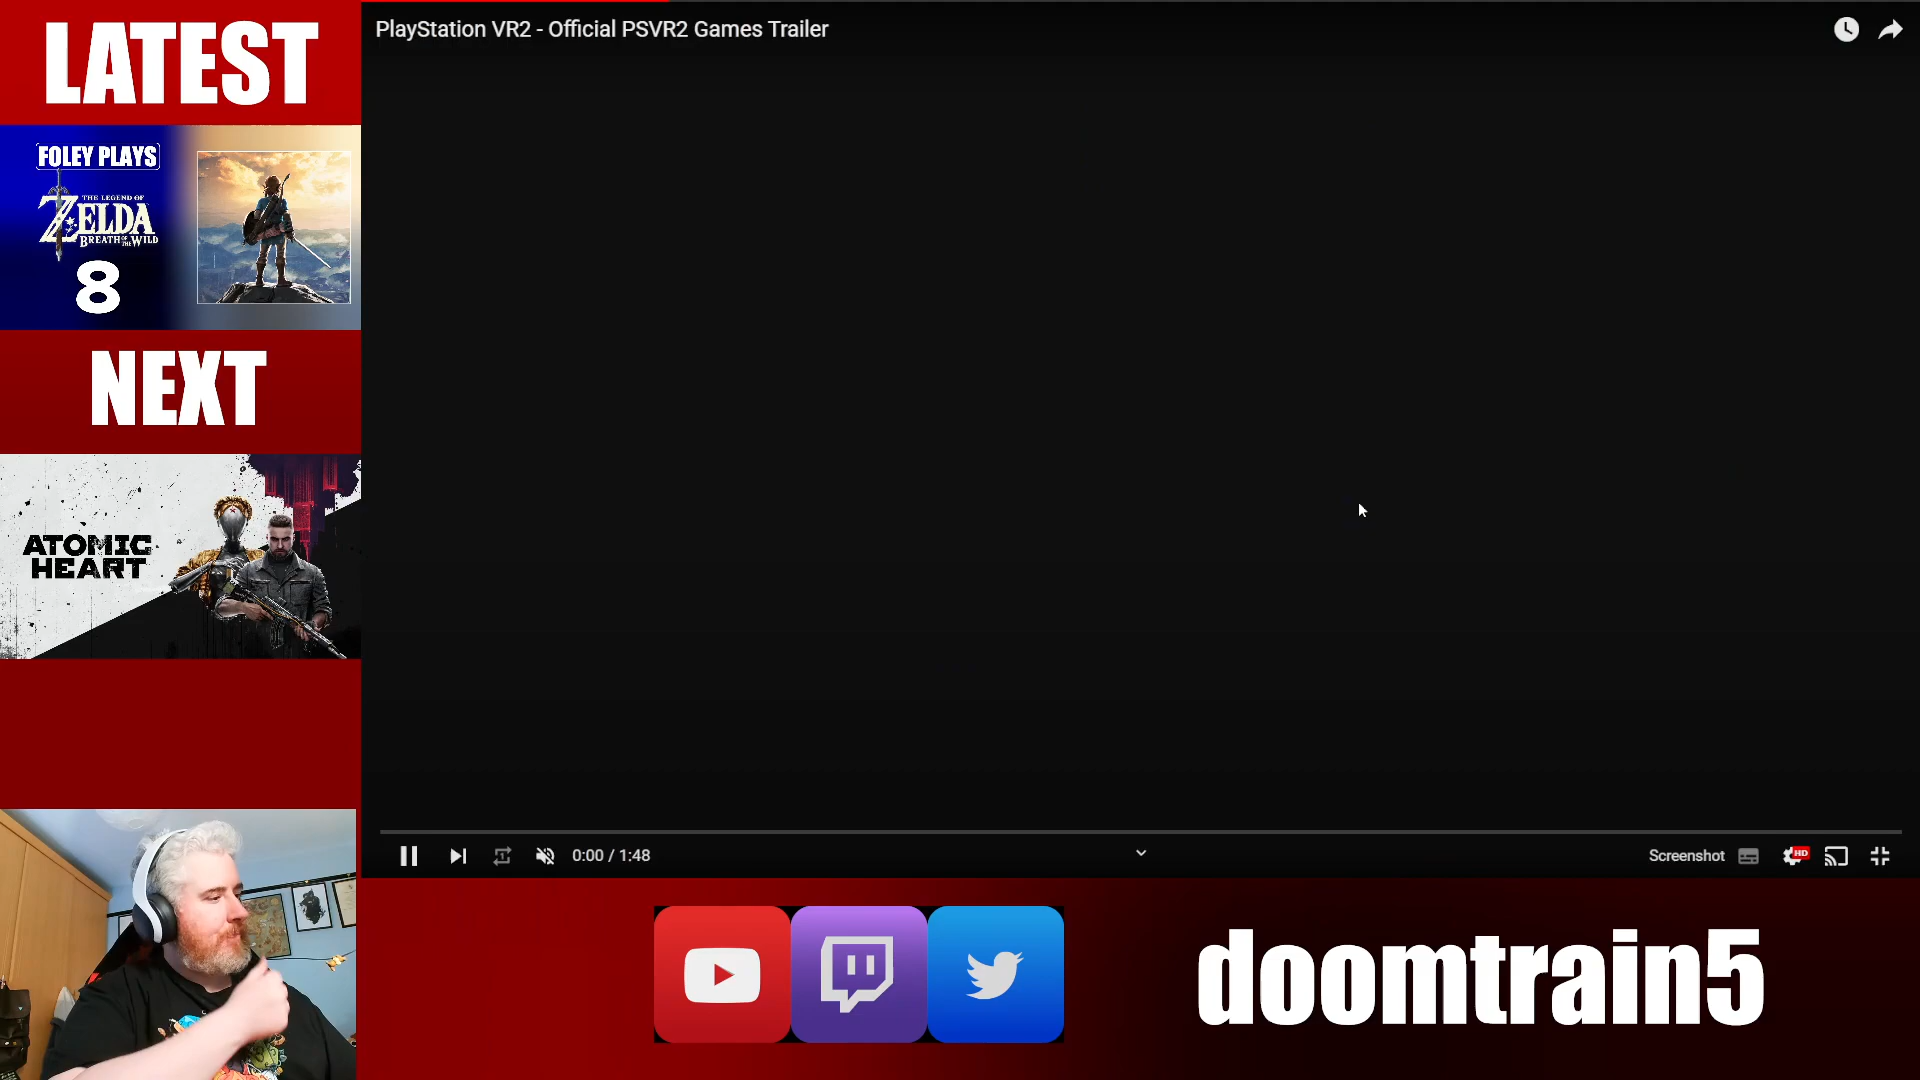 LATEST
FOLEY PLAYS
THE LEGEND OF
ZELDA
BREATH OF THE WILD
8
NEXT
ATOMIC
HEART
PlayStation VR2 - Official PSVR2 Games Trailer
0:00 / 1:48
Screenshot
HD
doomtrain5